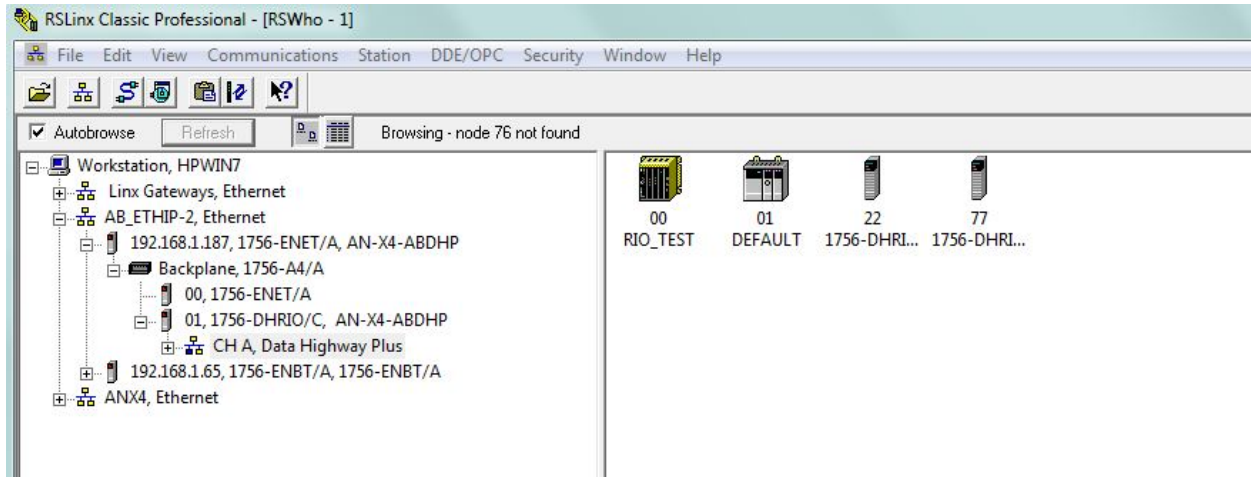 RSLinx Classic Professional - [RSWho - 1]
File Edit View Communications Station DDE/OPC Security Window Help
Autobrowse Refresh Browsing - node 76 not found
Workstation, HPWIN7
Linx Gateways, Ethernet
AB_ETHIP-2, Ethernet
192.168.1.187, 1756-ENET/A, AN-X4-ABDHP
Backplane, 1756-A4/A
00, 1756-ENET/A
01, 1756-DHRIO/C, AN-X4-ABDHP
CH A, Data Highway Plus
192.168.1.65, 1756-ENBT/A, 1756-ENBT/A
ANX4, Ethernet
00 01 22 77
RIO_TEST DEFAULT 1756-DHRI... 1756-DHRI...